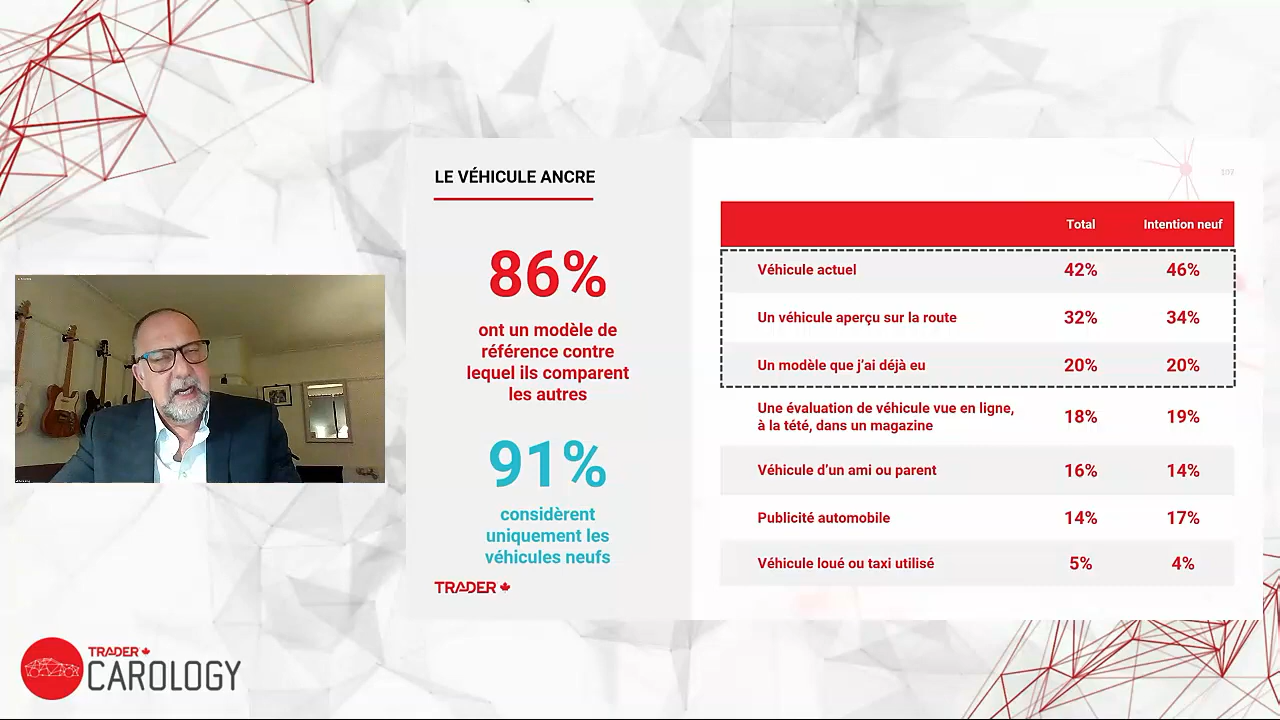 LE VÉHICULE ANCRE
86%
ont un modèle de
référence contre
lequel ils comparent
les autres
91%
considèrent
uniquement les
véhicules neufs
TRADER
107
Total Intention neuf
Véhicule actuel 42% 46%
Un véhicule aperçu sur la route 32% 34%
Un modèle que j'ai déjà eu 20% 20%
Une évaluation de véhicule vue en ligne,
à la tété, dans un magazine 18% 19%
Véhicule d'un ami ou parent 16% 14%
Publicité automobile 14% 17%
Véhicule loué ou taxi utilisé 5% 4%
TRADER
CAROLOGY